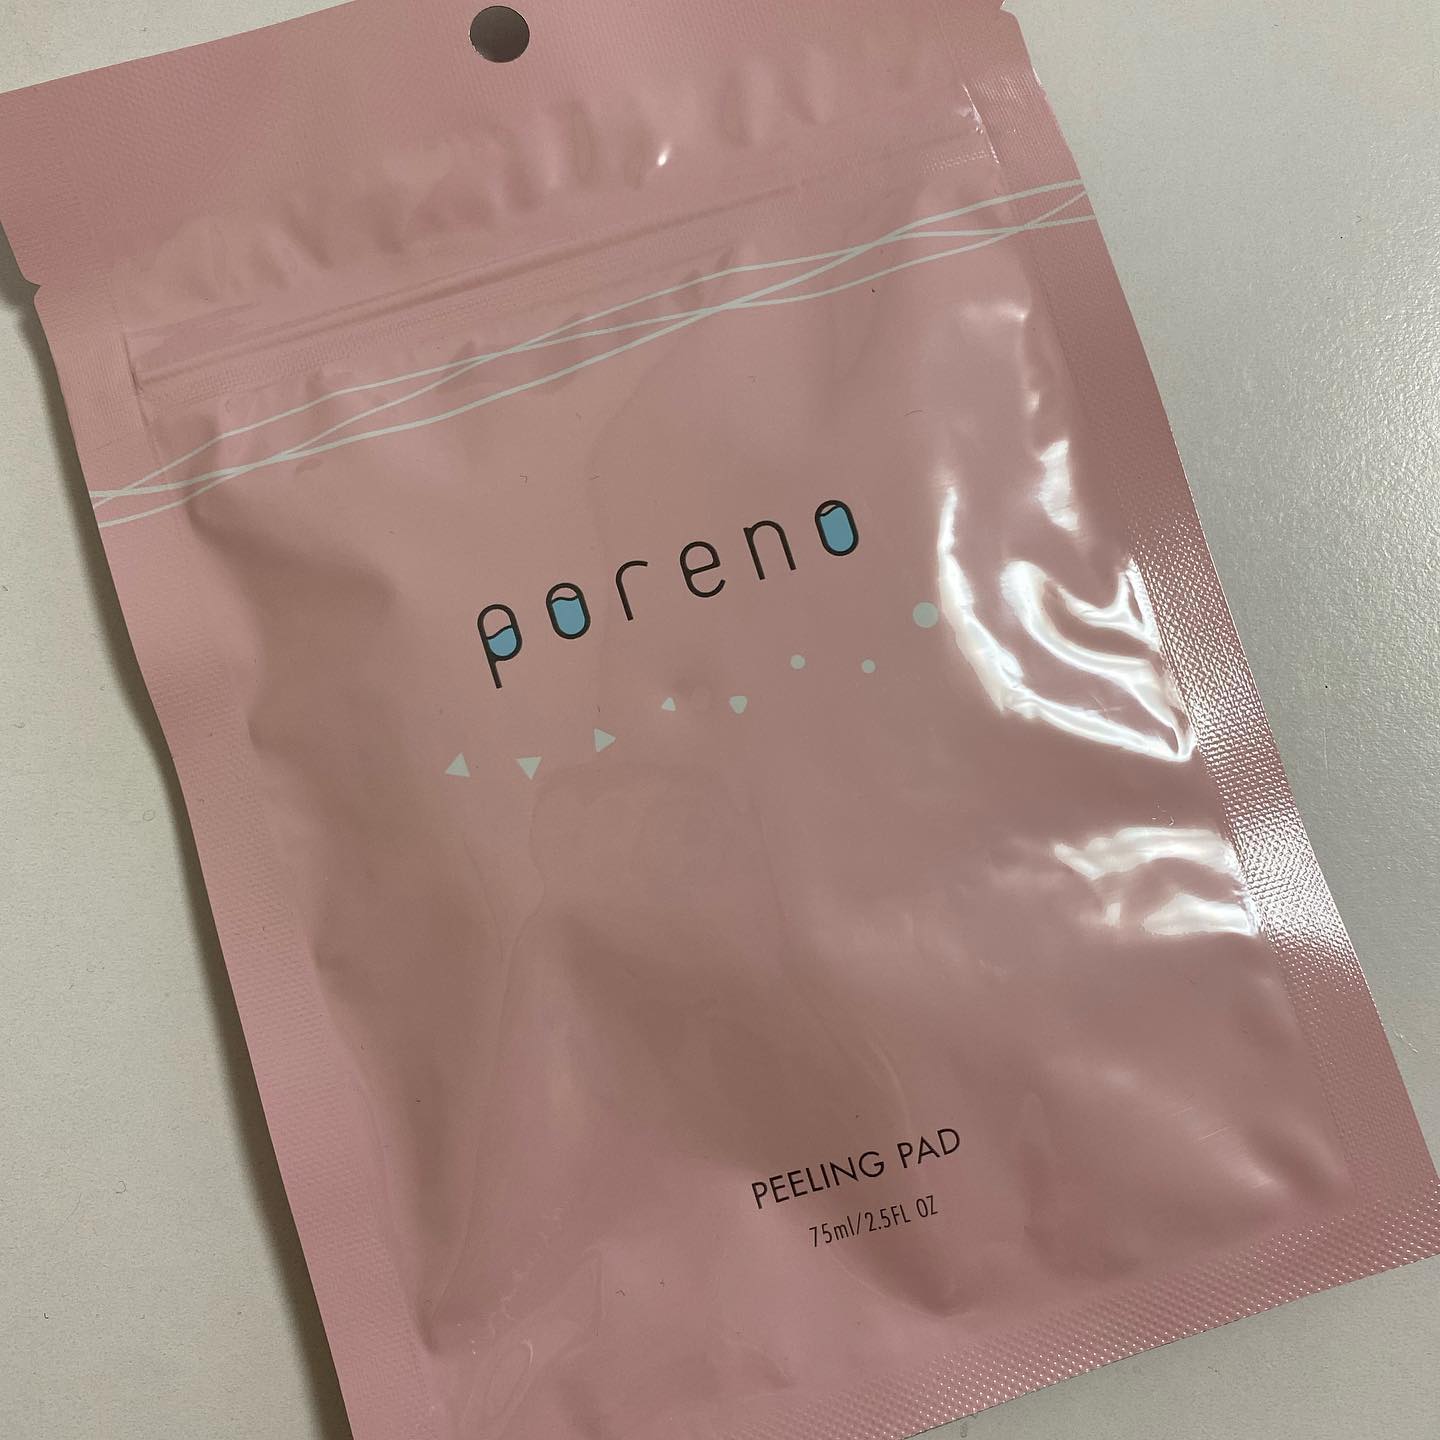 poreno
PEELING PAD
75ml/2.5FL OZ